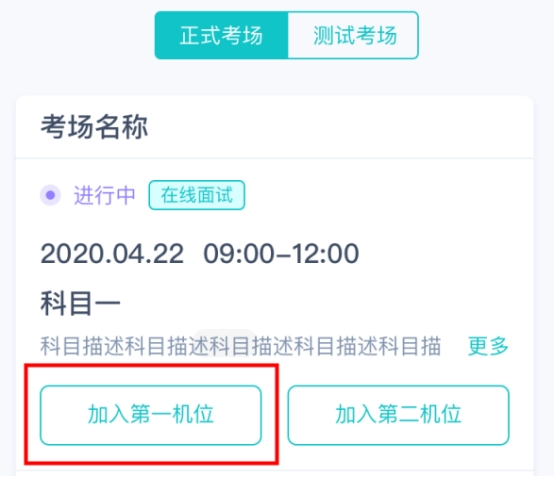 正式考场 测试考场
考场名称
进行中 在线面试
2020.04.22 09:00-12:00
科目一
科目描述科目描述科目描述科目描述科目描 更多
加入第一机位 加入第二机位